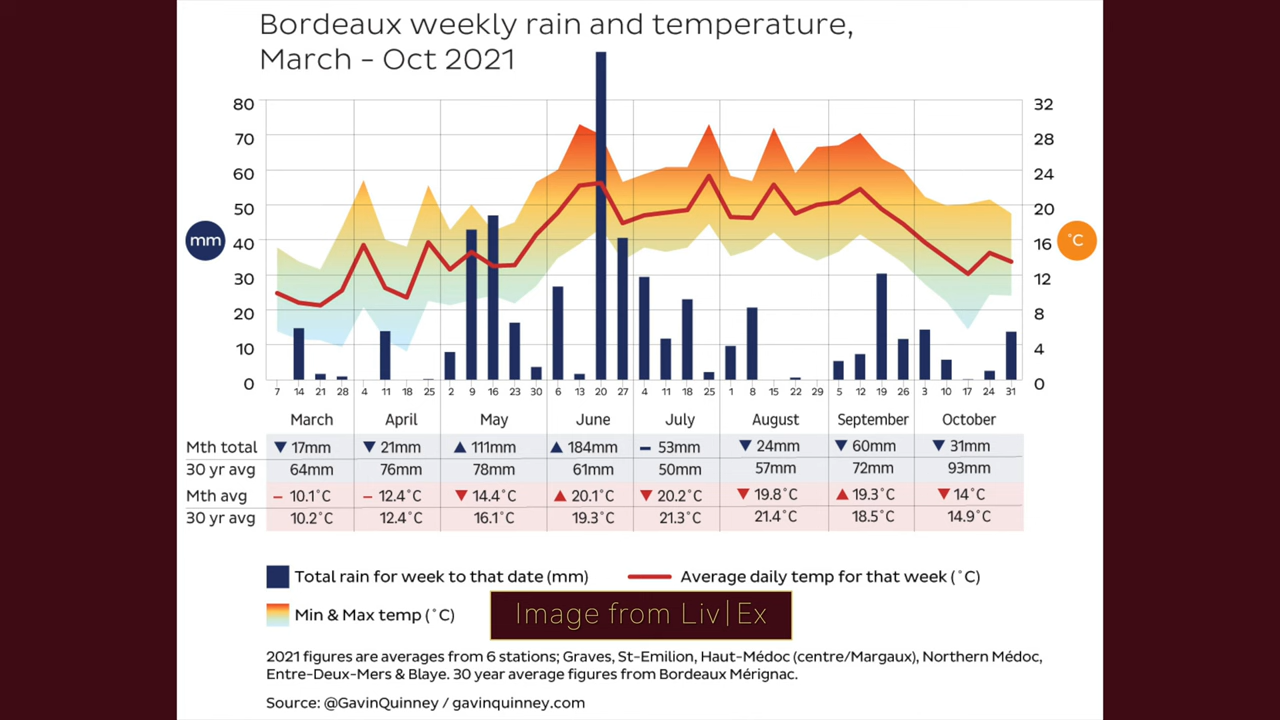 Bordeaux weekly rain and temperature,
March - Oct 2021
80 32
70 28
60 24
50 20
mm 40 16 °C
30 12
20 8
10 4
0 0
7 14 21 28 4 11 18 25 2 9 16 23 30 6 13 20 27 4 11 18 25 1 8 15 22 29 5 12 19 26 3 10 17 24 31
March April May June July August September October
Mth total ▼ 17mm ▼ 21mm ▲ 111mm ▲ 184mm – 53mm ▼ 24mm ▼ 60mm ▼ 31mm
30 yr avg 64mm 76mm 78mm 61mm 50mm 57mm 72mm 93mm
Mth avg – 10.1°C – 12.4°C ▼ 14.4°C ▲ 20.1°C ▼ 20.2°C ▼ 19.8°C ▲ 19.3°C ▼ 14°C
30 yr avg 10.2°C 12.4°C 16.1°C 19.3°C 21.3°C 21.4°C 18.5°C 14.9°C
Total rain for week to that date (mm) Average daily temp for that week (°C)
Min & Max temp (°C) Image from Liv|Ex
2021 figures are averages from 6 stations; Graves, St-Emilion, Haut-Médoc (centre/Margaux), Northern Médoc,
Entre-Deux-Mers & Blaye. 30 year average figures from Bordeaux Mérignac.
Source: @GavinQuinney / gavinquinney.com